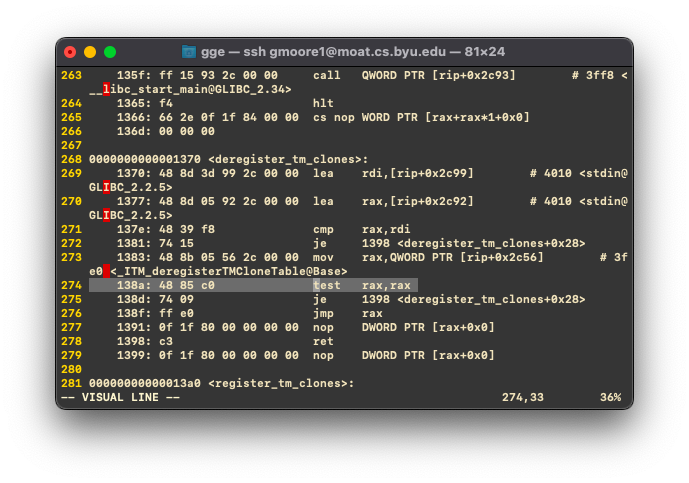 gge — ssh gmoore1@moat.cs.byu.edu — 81×24
263     135f: ff 15 93 2c 00 00     call   QWORD PTR [rip+0x2c93]        # 3ff8 <
__libc_start_main@GLIBC_2.34>
264     1365: f4                    hlt
265     1366: 66 2e 0f 1f 84 00 00  cs nop WORD PTR [rax+rax*1+0x0]
266     136d: 00 00 00
267
268 0000000000001370 <deregister_tm_clones>:
269     1370: 48 8d 3d 99 2c 00 00  lea    rdi,[rip+0x2c99]        # 4010 <stdin@
GLIBC_2.2.5>
270     1377: 48 8d 05 92 2c 00 00  lea    rax,[rip+0x2c92]        # 4010 <stdin@
GLIBC_2.2.5>
271     137e: 48 39 f8              cmp    rax,rdi
272     1381: 74 15                 je     1398 <deregister_tm_clones+0x28>
273     1383: 48 8b 05 56 2c 00 00  mov    rax,QWORD PTR [rip+0x2c56]        # 3f
e0 <_ITM_deregisterTMCloneTable@Base>
274     138a: 48 85 c0              test   rax,rax
275     138d: 74 09                 je     1398 <deregister_tm_clones+0x28>
276     138f: ff e0                 jmp    rax
277     1391: 0f 1f 80 00 00 00 00  nop    DWORD PTR [rax+0x0]
278     1398: c3                    ret
279     1399: 0f 1f 80 00 00 00 00  nop    DWORD PTR [rax+0x0]
280
281 00000000000013a0 <register_tm_clones>:
-- VISUAL LINE --                                              274,33        36%